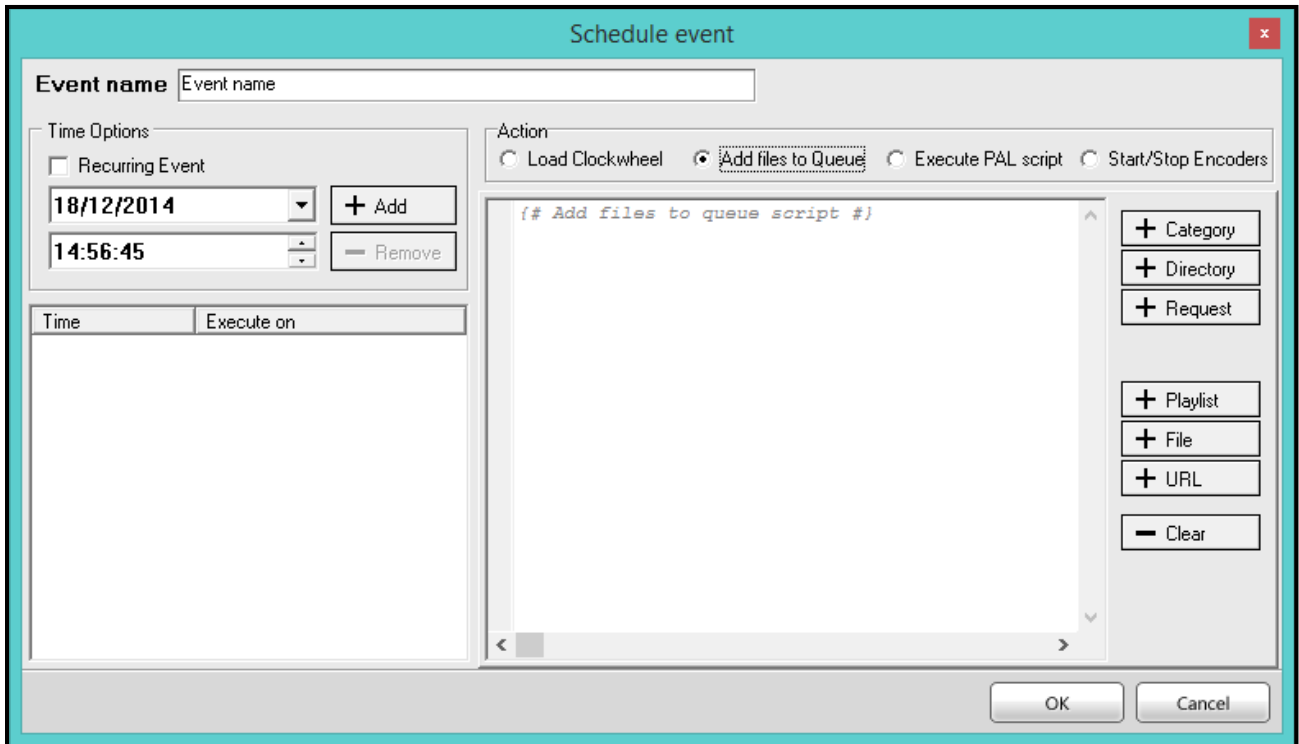 Schedule event
x
Event name Event name
Time Options
Recurring Event
18/12/2014
+ Add
14:56:45
− Remove
Time Execute on
Action
Load Clockwheel Add files to Queue Execute PAL script Start/Stop Encoders
{# Add files to queue script #}
+ Category
+ Directory
+ Request
+ Playlist
+ File
+ URL
− Clear
OK Cancel